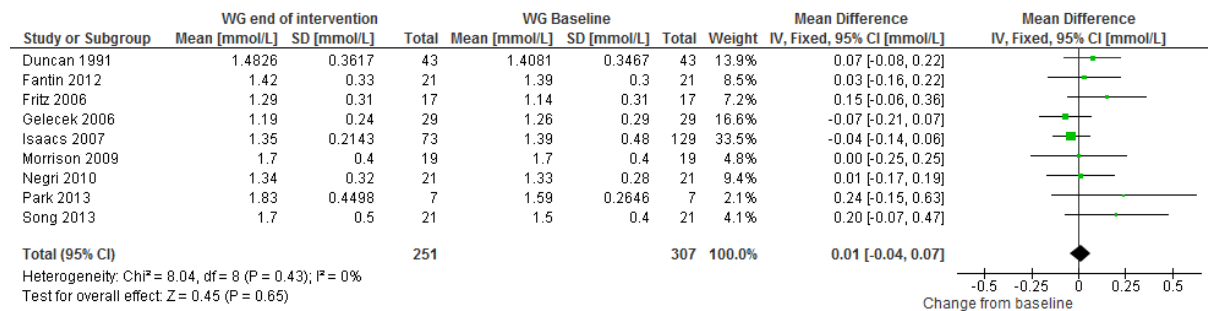 WG end of intervention WG Baseline Mean Difference Mean Difference
Study or Subgroup Mean [mmol/L] SD [mmol/L] Total Mean [mmol/L] SD [mmol/L] Total Weight IV, Fixed, 95% CI [mmol/L] IV, Fixed, 95% CI [mmol/L]
Duncan 1991 1.4826 0.3617 43 1.4081 0.3467 43 13.9% 0.07 [-0.08, 0.22]
Fantin 2012 1.42 0.33 21 1.39 0.3 21 8.5% 0.03 [-0.16, 0.22]
Fritz 2006 1.29 0.31 17 1.14 0.31 17 7.2% 0.15 [-0.06, 0.36]
Gelecek 2006 1.19 0.24 29 1.26 0.29 29 16.6% -0.07 [-0.21, 0.07]
Isaacs 2007 1.35 0.2143 73 1.39 0.48 129 33.5% -0.04 [-0.14, 0.06]
Morrison 2009 1.7 0.4 19 1.7 0.4 19 4.8% 0.00 [-0.25, 0.25]
Negri 2010 1.34 0.32 21 1.33 0.28 21 9.4% 0.01 [-0.17, 0.19]
Park 2013 1.83 0.4498 7 1.59 0.2646 7 2.1% 0.24 [-0.15, 0.63]
Song 2013 1.7 0.5 21 1.5 0.4 21 4.1% 0.20 [-0.07, 0.47]
Total (95% CI) 251 307 100.0% 0.01 [-0.04, 0.07]
Heterogeneity: Chi² = 8.04, df = 8 (P = 0.43); I² = 0%
Test for overall effect: Z = 0.45 (P = 0.65)
-0.5 -0.25 0 0.25 0.5
Change from baseline